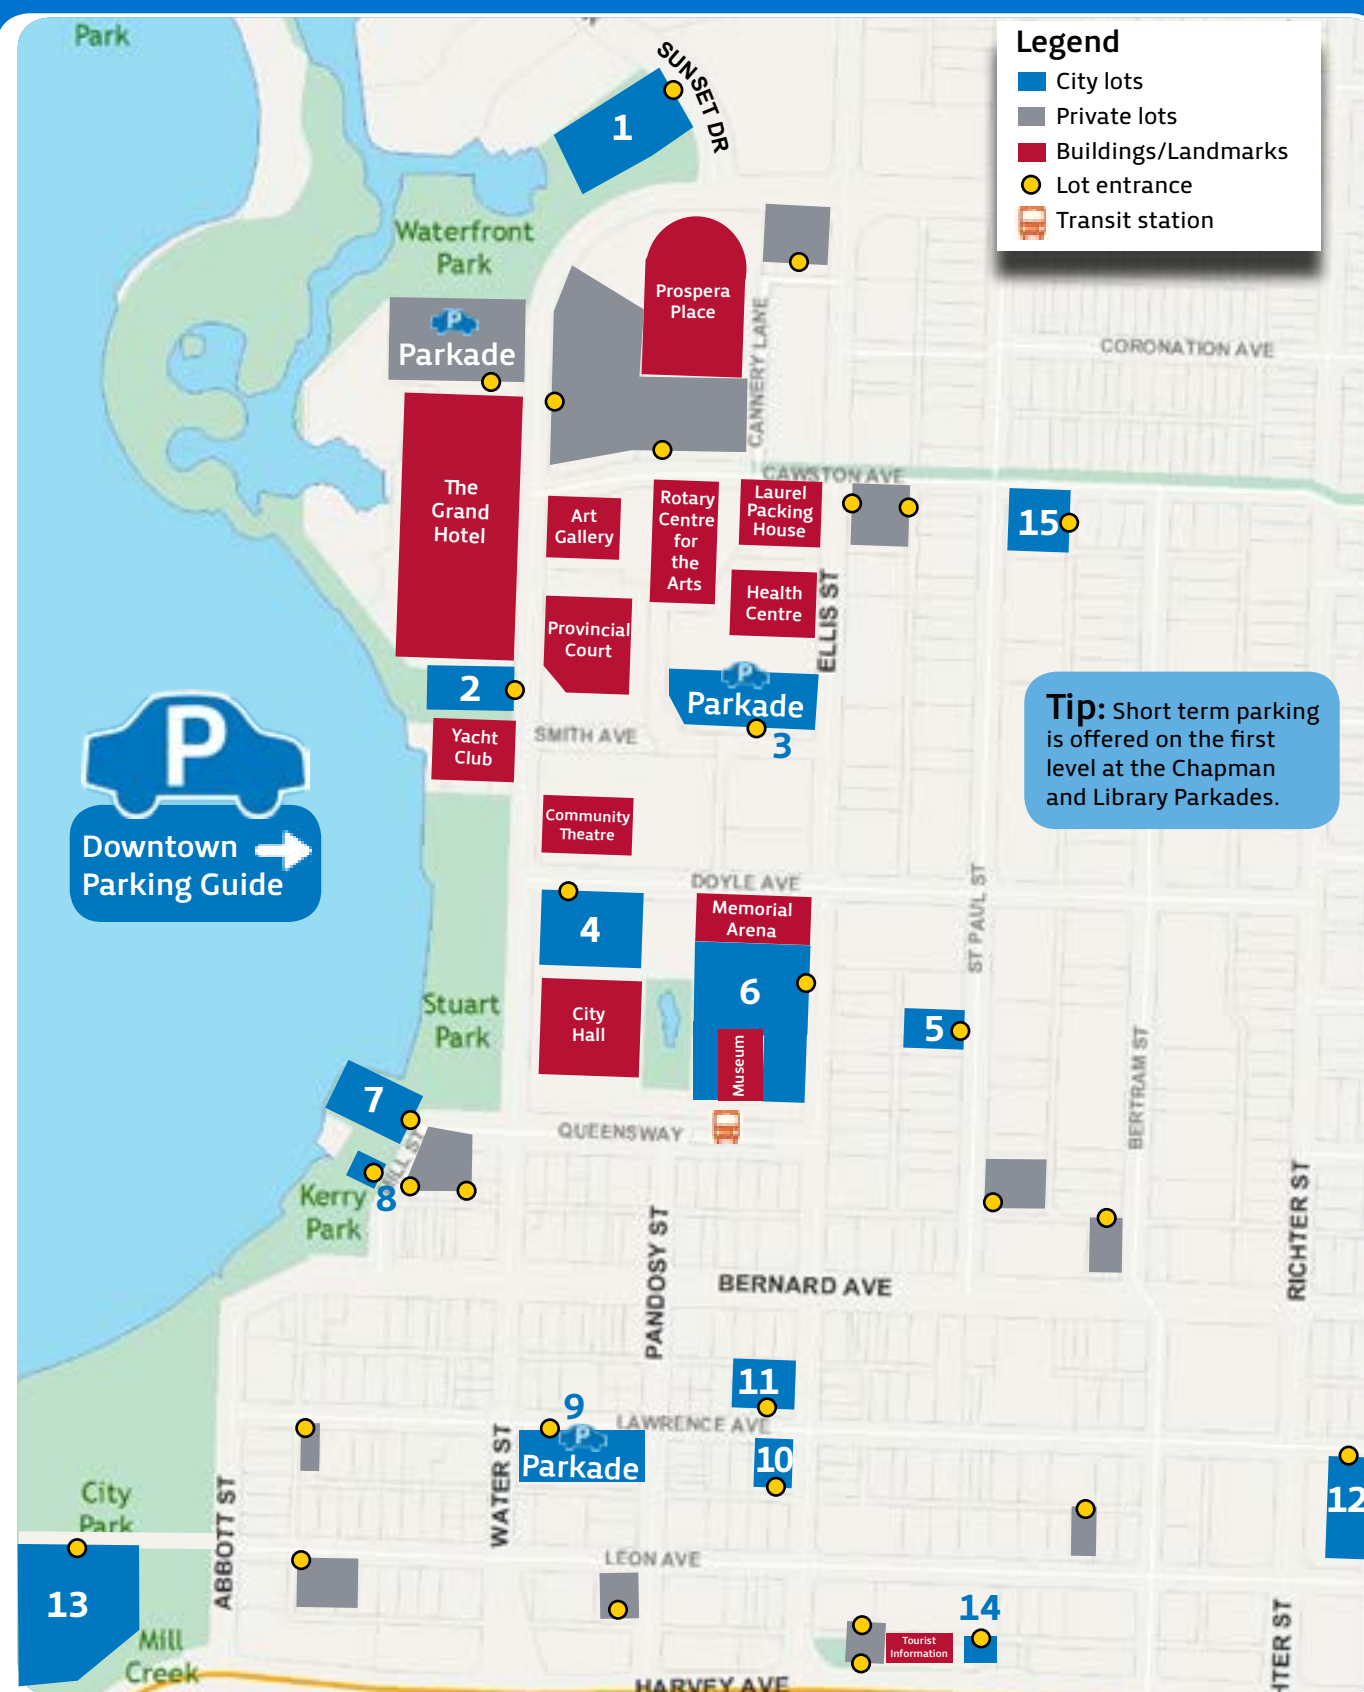 Park
SUNSET DR
1
Legend
City lots
Private lots
Buildings/Landmarks
Lot entrance
Transit station
Waterfront
Park
Prospera
Place
P
Parkade
CANNERY LANE
CORONATION AVE
CAWSTON AVE
The
Grand
Hotel
Art
Gallery
Rotary
Centre
for
the
Arts
Laurel
Packing
House
15
Health
Centre
ELLIS ST
Provincial
Court
2
P
Parkade
3
Yacht
Club
SMITH AVE
Tip: Short term parking
is offered on the first
level at the Chapman
and Library Parkades.
P
Downtown
Parking Guide
Community
Theatre
DOYLE AVE
ST PAUL ST
4
Memorial
Arena
6
5
Stuart
Park
City
Hall
Museum
BERTRAM ST
7
QUEENSWAY
8
Kerry
Park
PANDOSY ST
RICHTER ST
BERNARD AVE
11
9
LAWRENCE AVE
P
Parkade
10
WATER ST
12
City
Park
ABBOTT ST
LEON AVE
13
14
Mill
Creek
Tourist
Information
HARVEY AVE